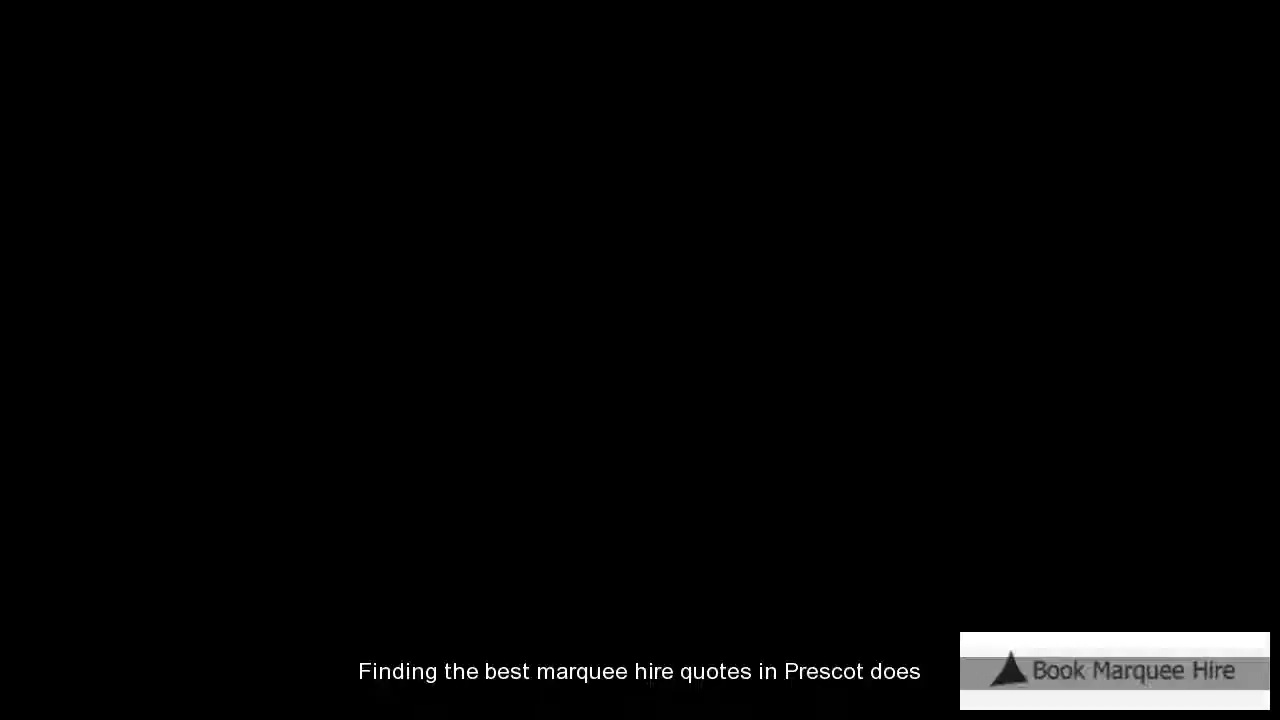 Finding the best marquee hire quotes in Prescot does
Book Marquee Hire